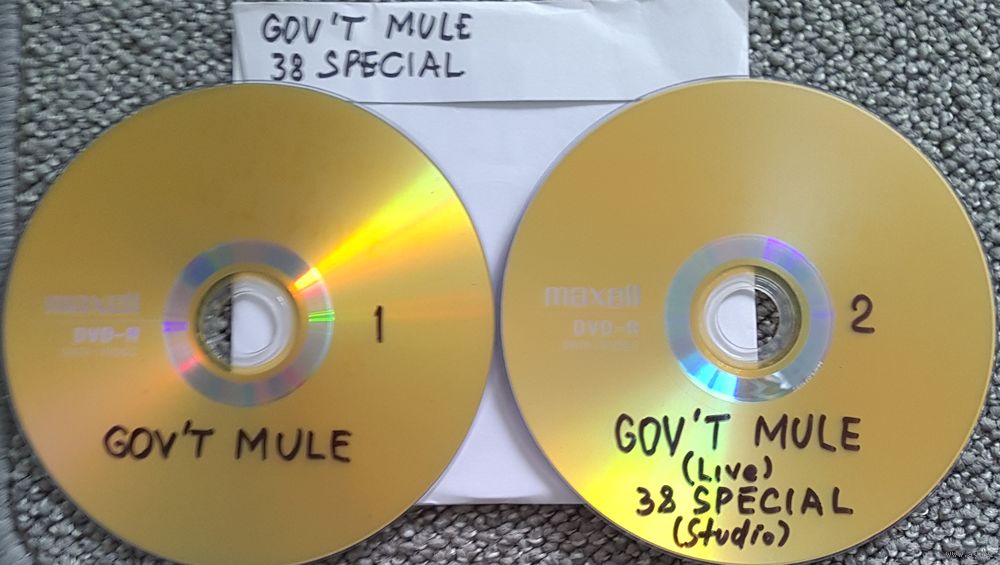 GOV'T MULE
38 SPECIAL
maxell
DVD-R
1
GOV'T MULE
maxell
DVD-R
2
GOV'T MULE
(Live)
38 SPECIAL
(Studio)